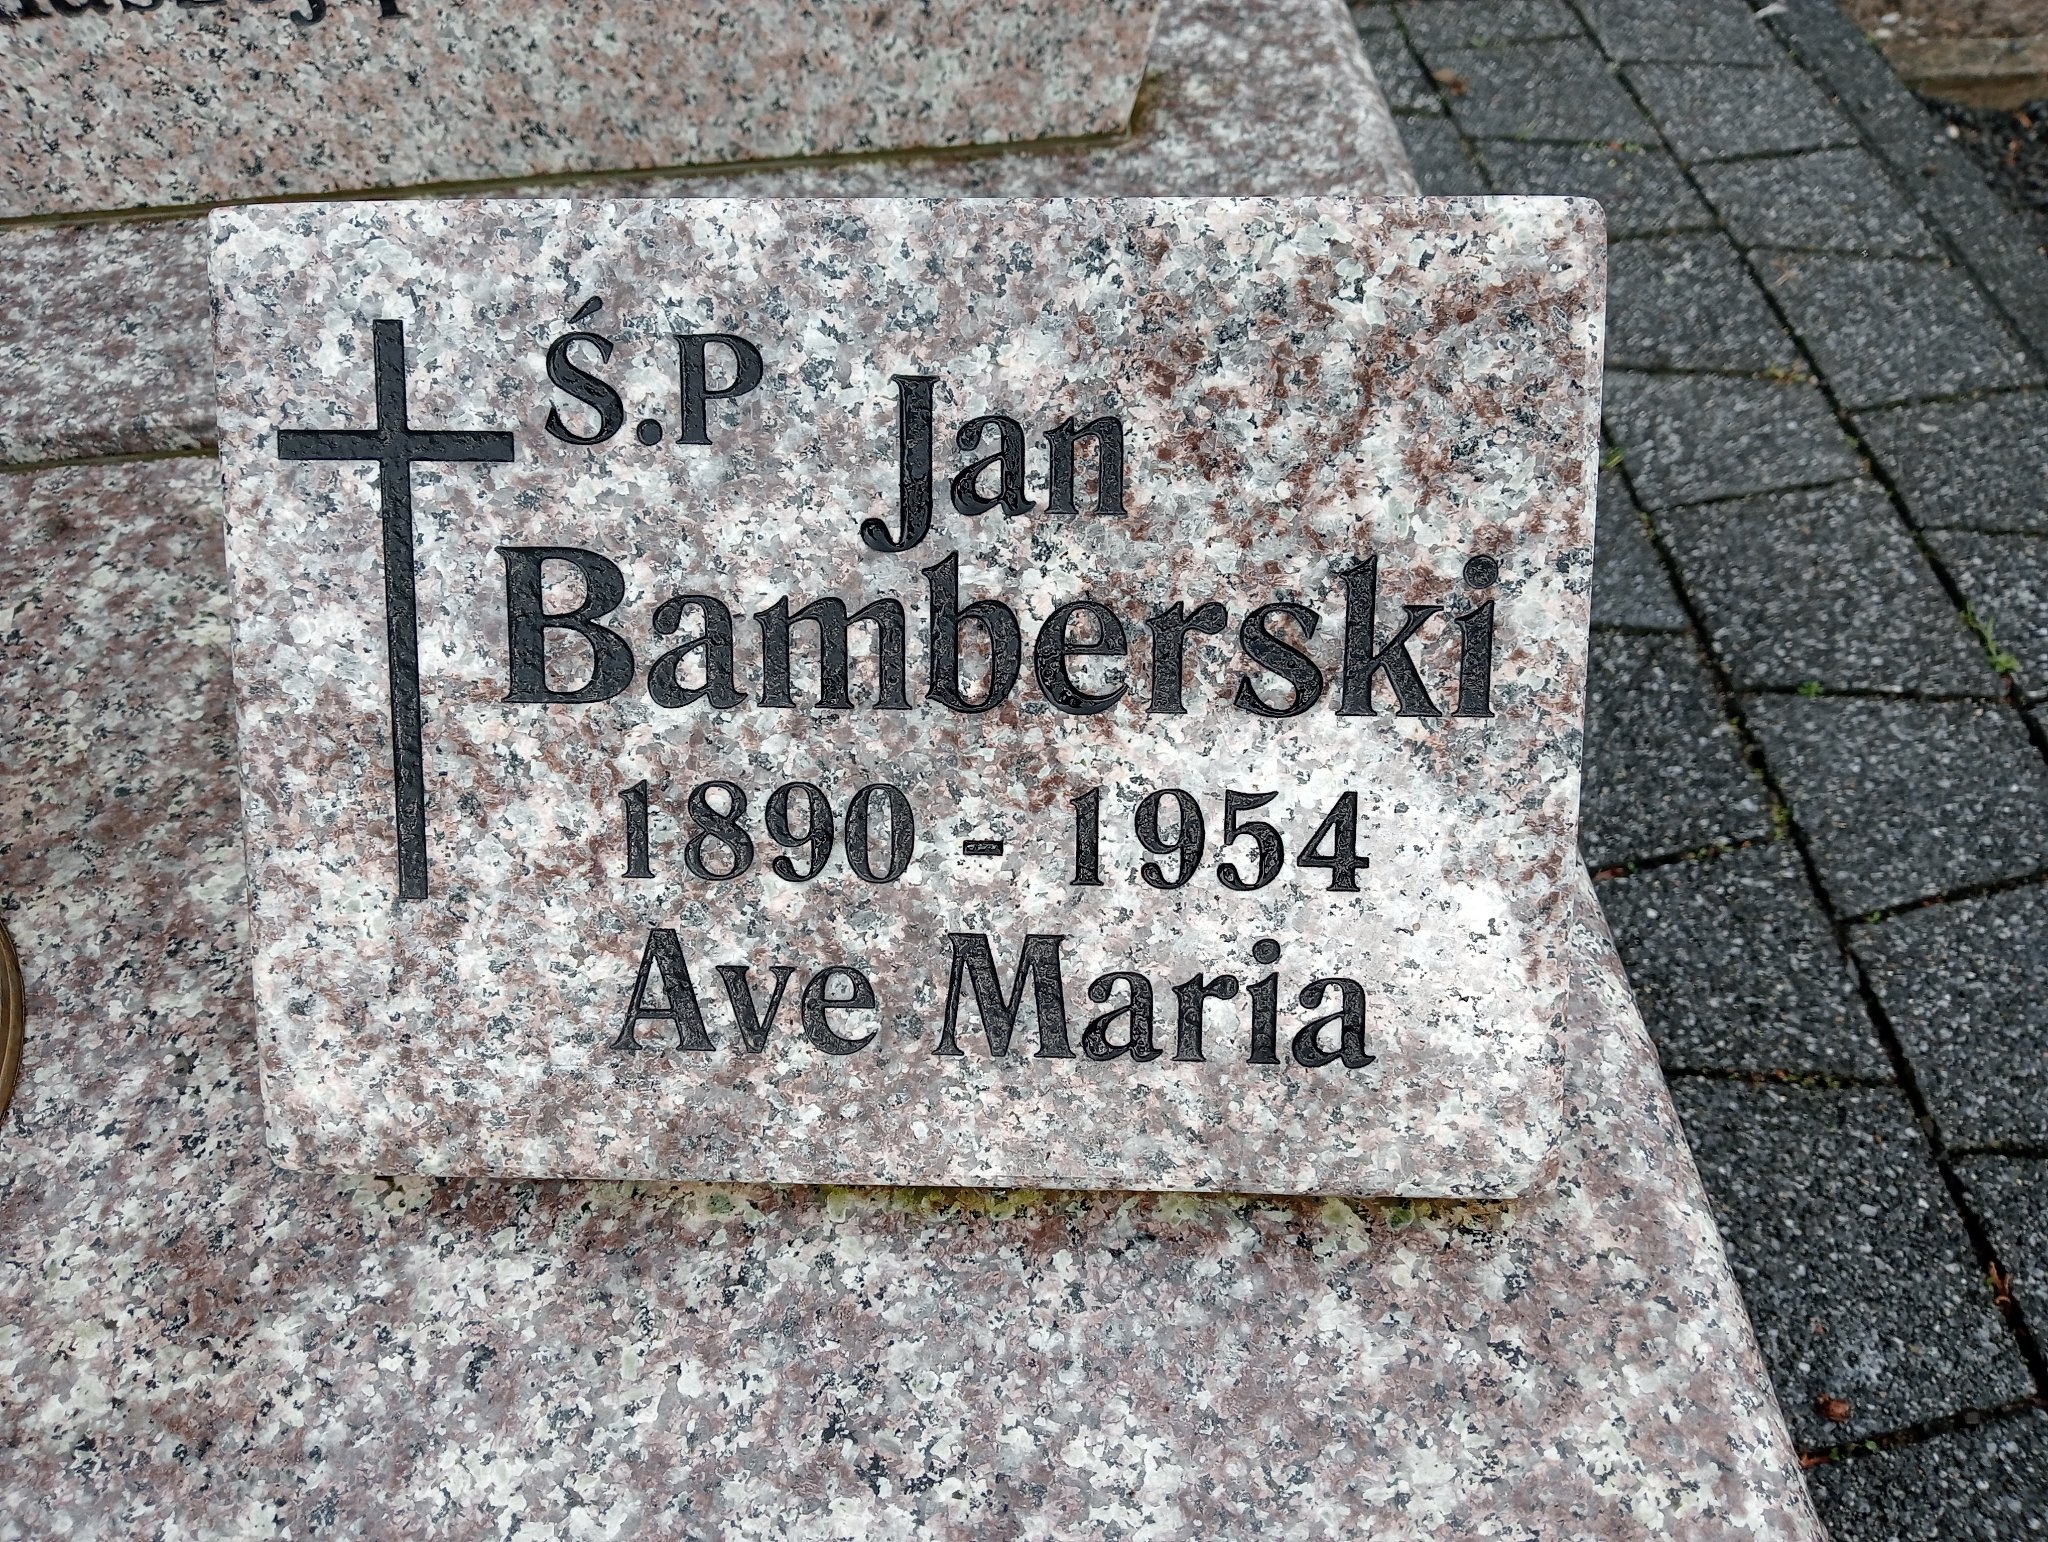 Ś.P Jan
Bamberski
1890 - 1954
Ave Maria